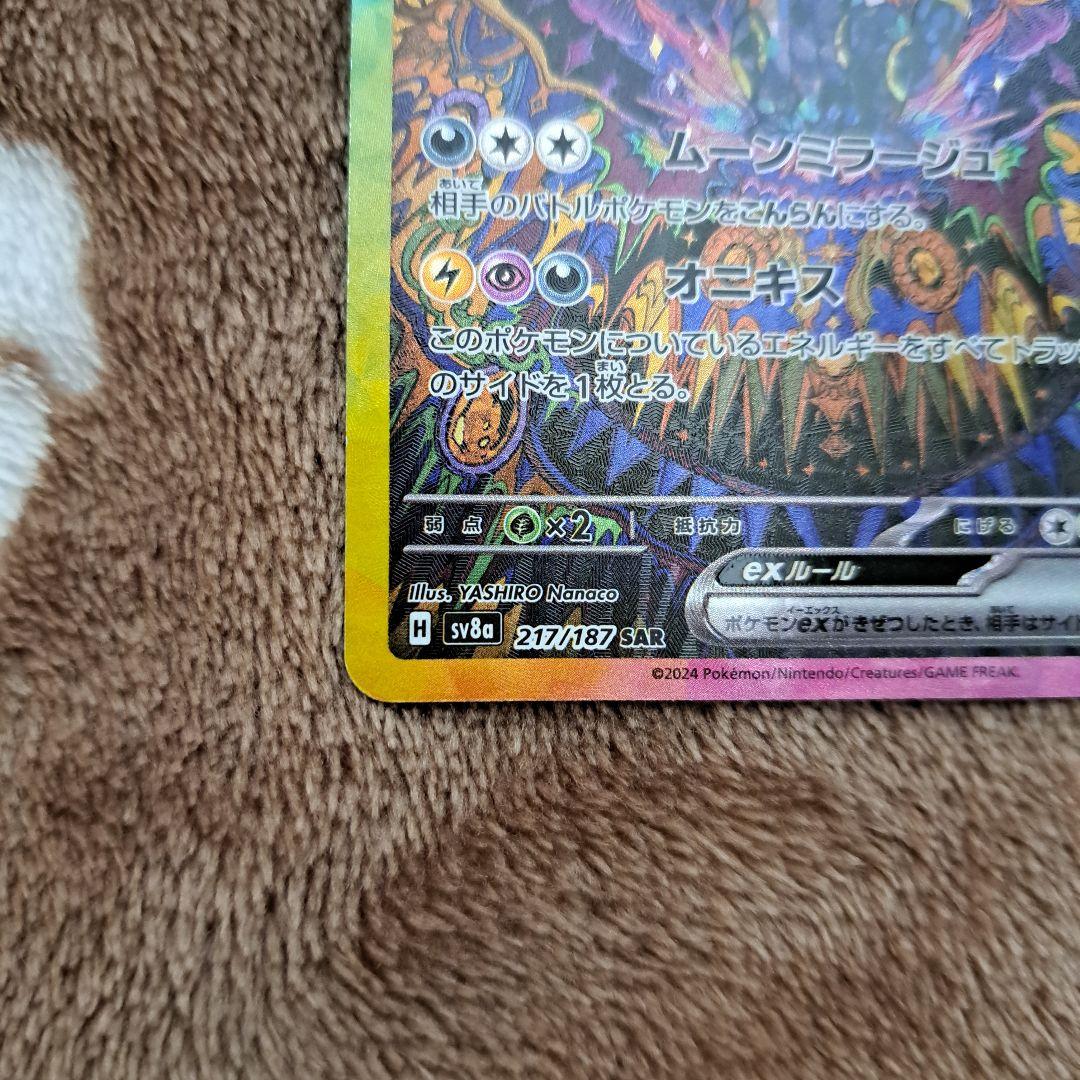 ムーンミラージュ
あいて
相手のバトルポケモンをこんらんにする。
オニキス
このポケモンについているエネルギーをすべてトラッ
まい
のサイドを1枚とる。
弱点 ×2 抵抗力 にげる
exルール
Illus. YASHIRO Nanaco
イーエックス あいて
ポケモンexがきぜつしたとき、相手はサイ
H sv8a 217/187 SAR
©2024 Pokémon/Nintendo/Creatures/GAME FREAK.